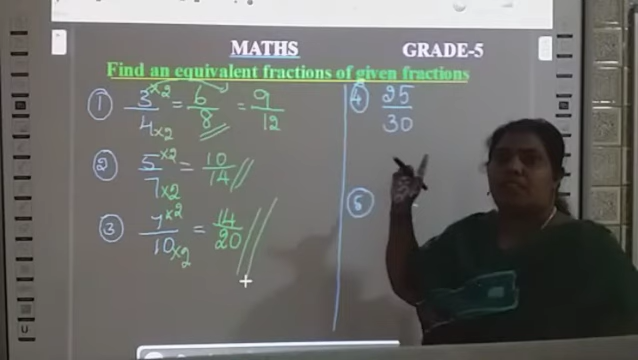 MATHS GRADE-5
Find an equivalent fractions of given fractions
① 3×2/4×2 = 6/8 = 9/12
② 5×2/7×2 = 10/14
③ 7×2/10×2 = 14/20
④ 25/30
⑤